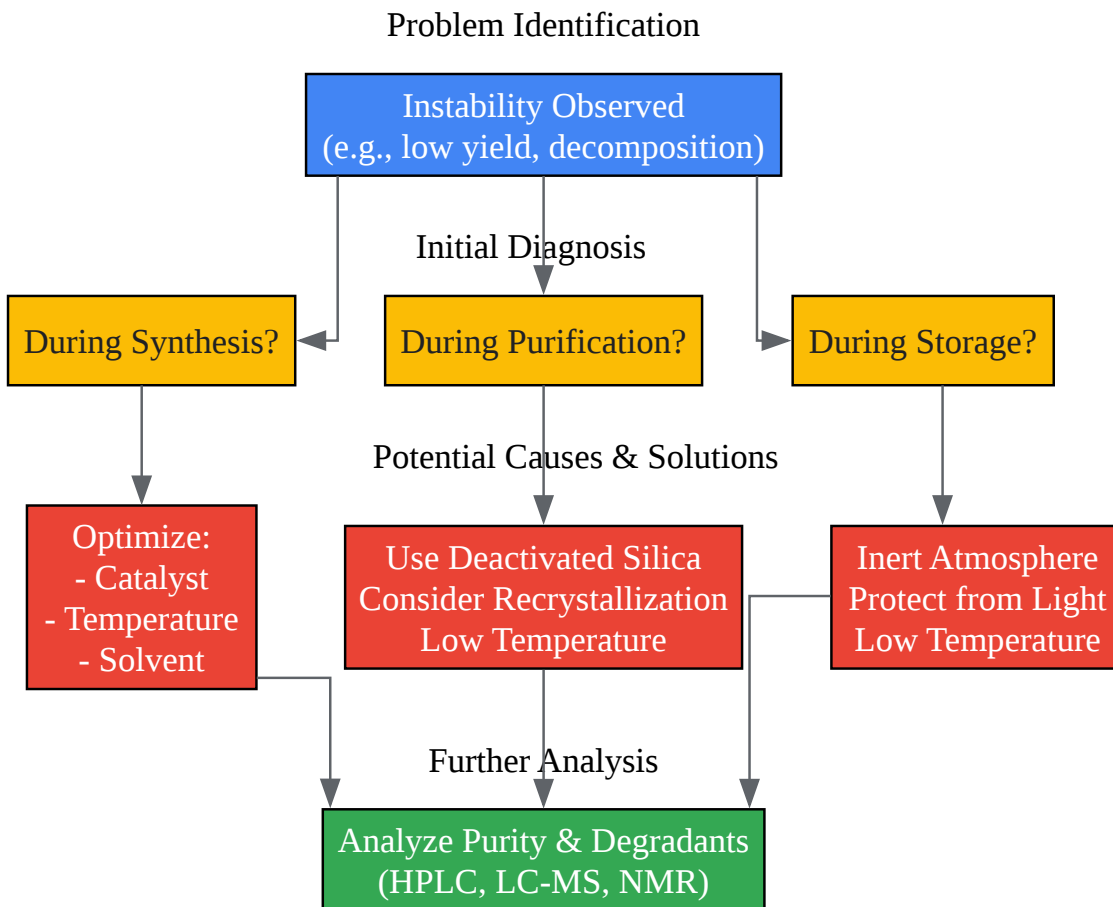 Problem Identification
Instability Observed
(e.g., low yield, decomposition)
Initial Diagnosis
During Synthesis?
During Purification?
During Storage?
Potential Causes & Solutions
Optimize:
- Catalyst
- Temperature
- Solvent
Use Deactivated Silica
Consider Recrystallization
Low Temperature
Inert Atmosphere
Protect from Light
Low Temperature
Further Analysis
Analyze Purity & Degradants
(HPLC, LC-MS, NMR)